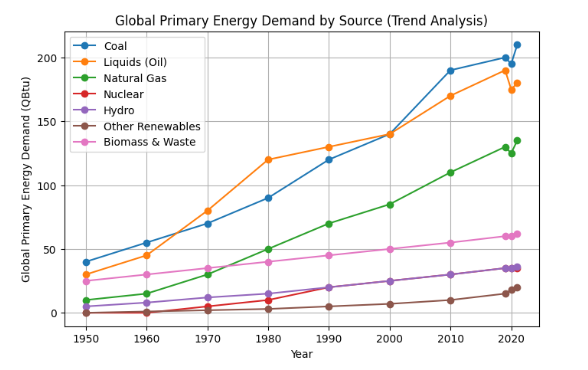 Global Primary Energy Demand by Source (Trend Analysis)
Coal
Liquids (Oil)
Natural Gas
Nuclear
Hydro
Other Renewables
Biomass & Waste
Global Primary Energy Demand (QBtu)
200
150
100
50
0
1950 1960 1970 1980 1990 2000 2010 2020
Year